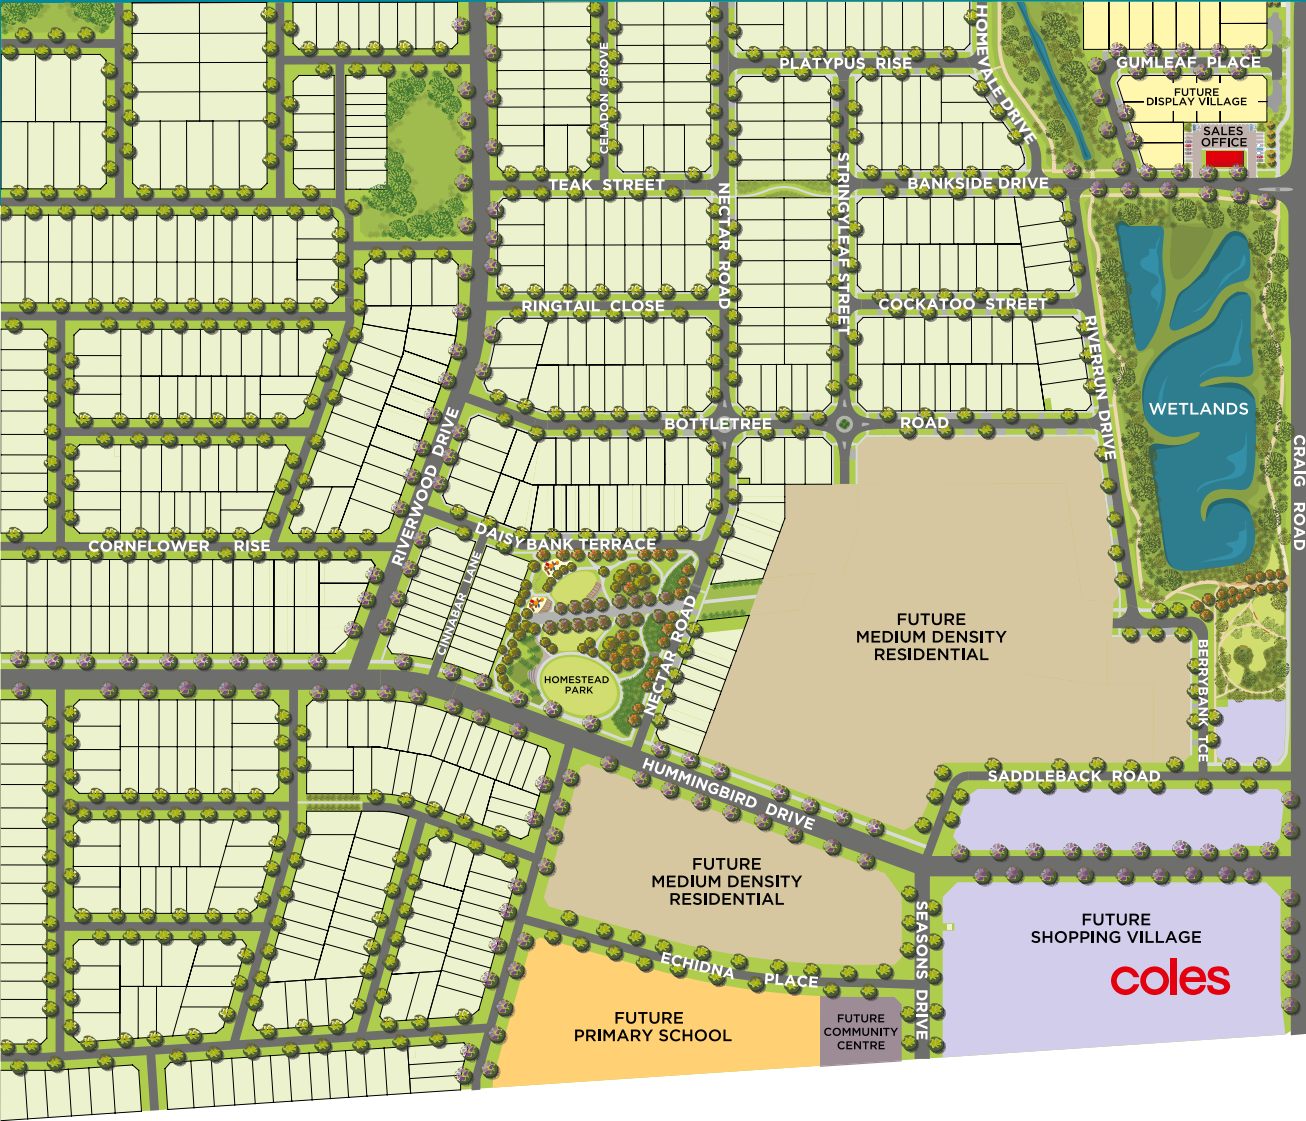 HOMEVALE DRIVE
PLATYPUS RISE
GUMLEAF PLACE
CELADON GROVE
FUTURE
DISPLAY VILLAGE
SALES
OFFICE
TEAK STREET
BANKSIDE DRIVE
NECTAR ROAD
STRINGYLEAF STREET
RINGTAIL CLOSE
COCKATOO STREET
RIVERRUN DRIVE
WETLANDS
BOTTLETREE ROAD
CRAIG ROAD
RIVERWOOD DRIVE
DAISYBANK TERRACE
CORNFLOWER RISE
CINNABAR LANE
NECTAR ROAD
HOMESTEAD
PARK
FUTURE
MEDIUM DENSITY
RESIDENTIAL
BERRYBANK TCE
HUMMINGBIRD DRIVE
SADDLEBACK ROAD
FUTURE
MEDIUM DENSITY
RESIDENTIAL
SEASONS DRIVE
FUTURE
SHOPPING VILLAGE
coles
ECHIDNA PLACE
FUTURE
PRIMARY SCHOOL
FUTURE
COMMUNITY
CENTRE